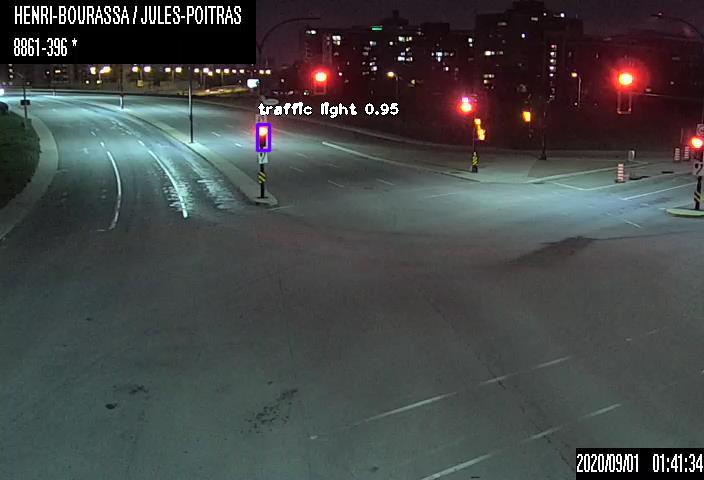 HENRI-BOURASSA / JULES-POITRAS
8861-396 *
traffic light 0.95
2020/09/01 01:41:34